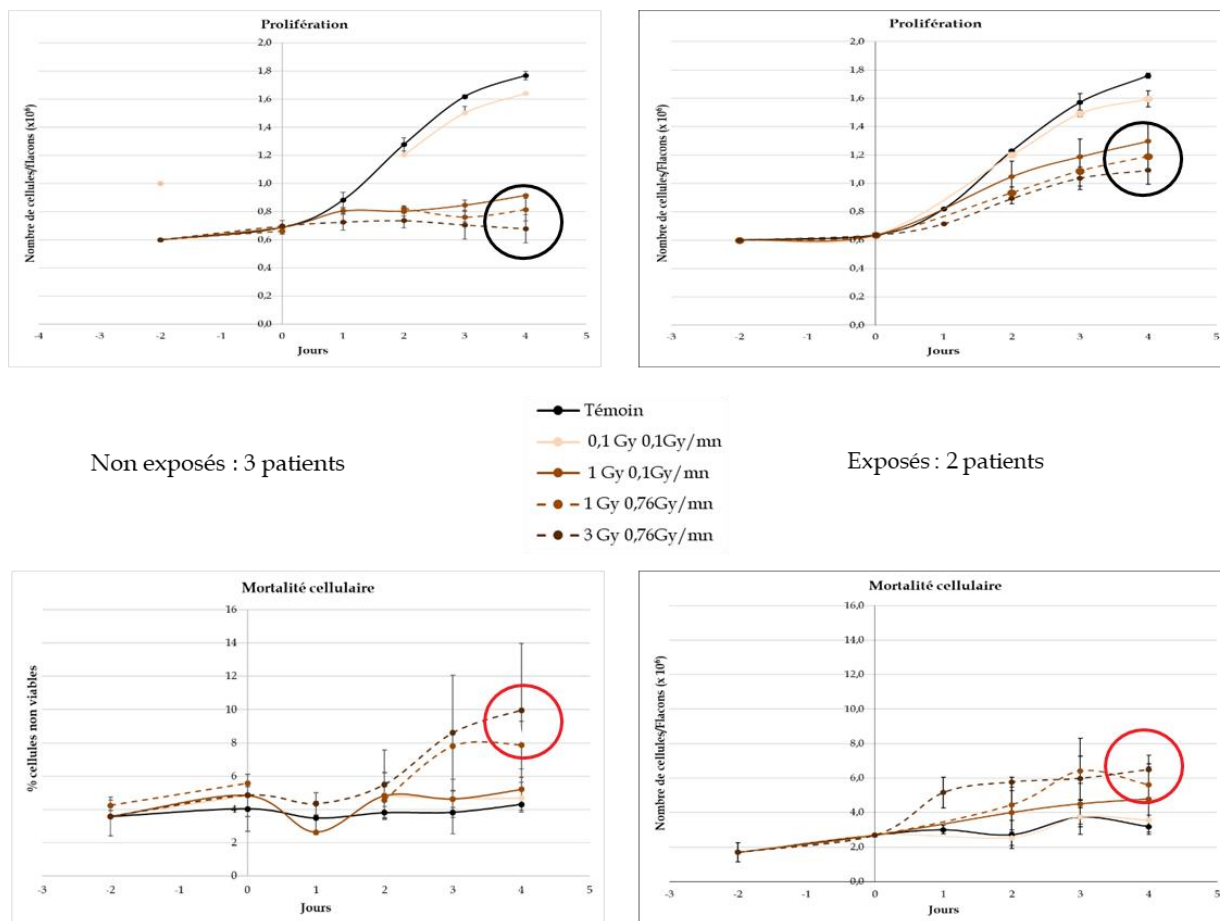 Prolifération
Nombre de cellules/flacons (x10⁶)
2,0
1,8
1,6
1,4
1,2
1,0
0,8
0,6
0,4
0,2
0,0
-4 -3 -2 -1 0 1 2 3 4 5
Jours
Prolifération
Nombre de cellules/Flacons (x 10⁶)
2,0
1,8
1,6
1,4
1,2
1,0
0,8
0,6
0,4
0,2
0,0
-3 -2 -1 0 1 2 3 4 5
Jours
Non exposés : 3 patients
Témoin
0,1 Gy 0,1Gy/mn
1 Gy 0,1Gy/mn
1 Gy 0,76Gy/mn
3 Gy 0,76Gy/mn
Exposés : 2 patients
Mortalité cellulaire
% cellules non viables
16
14
12
10
8
6
4
2
0
-3 -2 -1 0 1 2 3 4 5
Jours
Mortalité cellulaire
Nombre de cellules/Flacons (x 10⁶)
16,0
14,0
12,0
10,0
8,0
6,0
4,0
2,0
0,0
-3 -2 -1 0 1 2 3 4 5
Jours